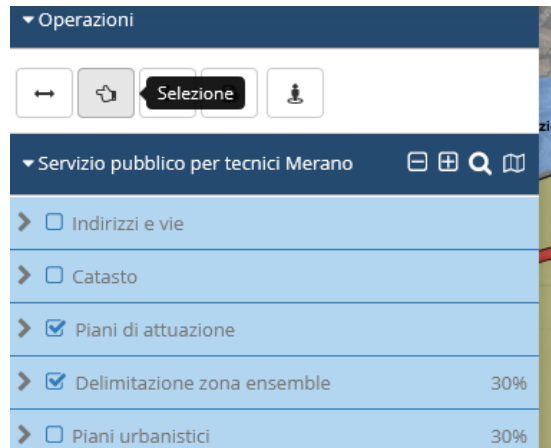 Operazioni
Selezione
zi
Servizio pubblico per tecnici Merano
Indirizzi e vie
Catasto
Piani di attuazione
Delimitazione zona ensemble 30%
Piani urbanistici 30%